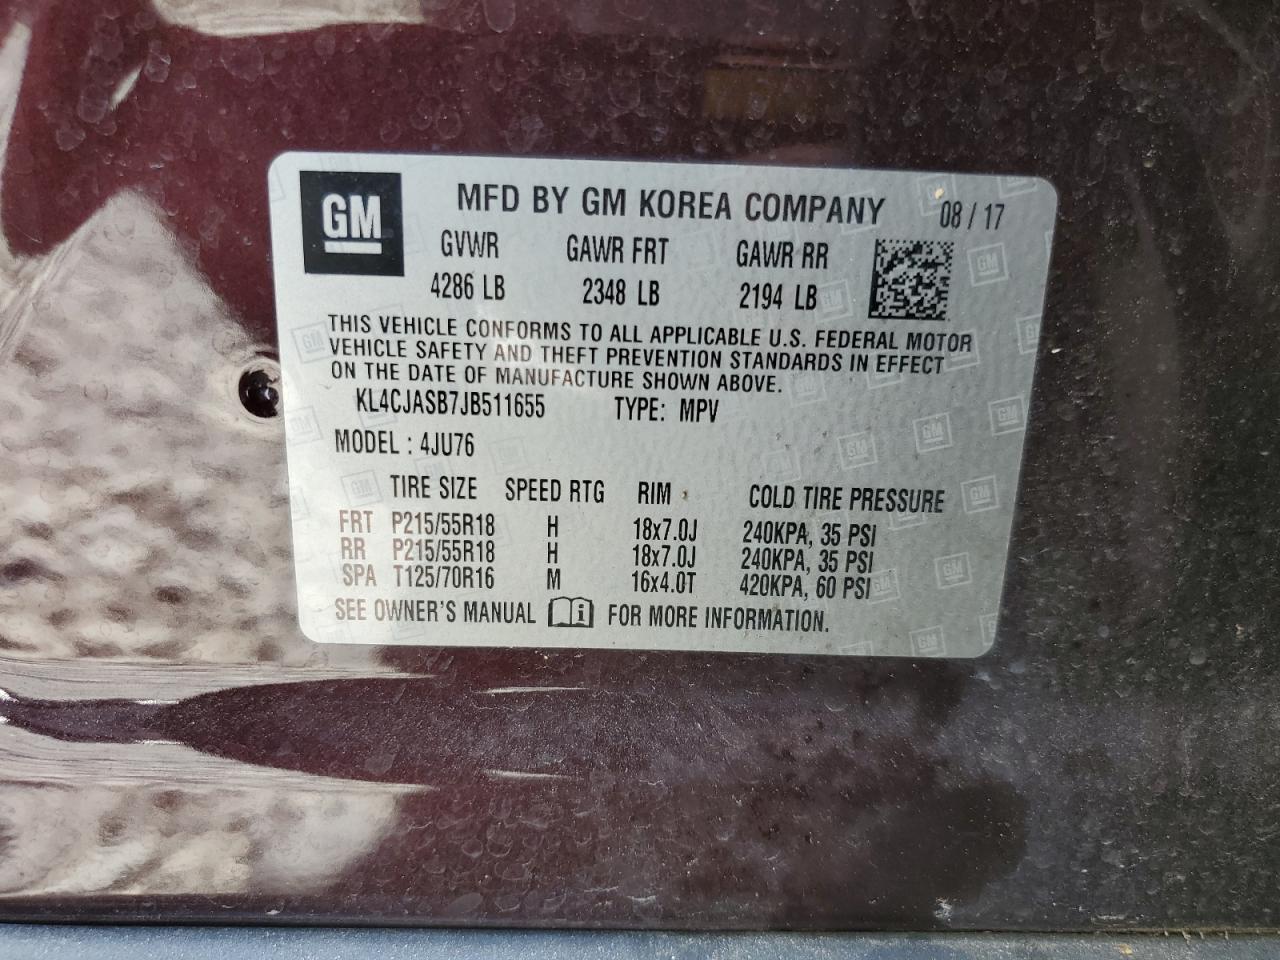 GM
MFD BY GM KOREA COMPANY 08 / 17
GVWR GAWR FRT GAWR RR
4286 LB 2348 LB 2194 LB
THIS VEHICLE CONFORMS TO ALL APPLICABLE U.S. FEDERAL MOTOR
VEHICLE SAFETY AND THEFT PREVENTION STANDARDS IN EFFECT
ON THE DATE OF MANUFACTURE SHOWN ABOVE.
KL4CJASB7JB511655 TYPE: MPV
MODEL : 4JU76
TIRE SIZE SPEED RTG RIM COLD TIRE PRESSURE
FRT P215/55R18 H 18x7.0J 240KPA, 35 PSI
RR P215/55R18 H 18x7.0J 240KPA, 35 PSI
SPA T125/70R16 M 16x4.0T 420KPA, 60 PSI
SEE OWNER'S MANUAL i FOR MORE INFORMATION.